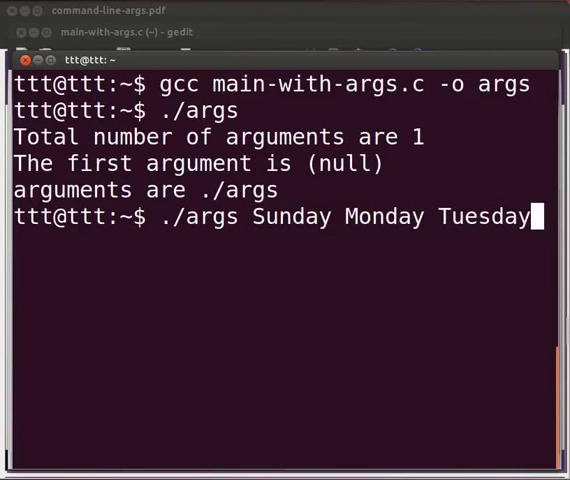 command-line-args.pdf
main-with-args.c (~) - gedit
ttt@ttt: ~
ttt@ttt:~$ gcc main-with-args.c -o args
ttt@ttt:~$ ./args
Total number of arguments are 1
The first argument is (null)
arguments are ./args
ttt@ttt:~$ ./args Sunday Monday Tuesday